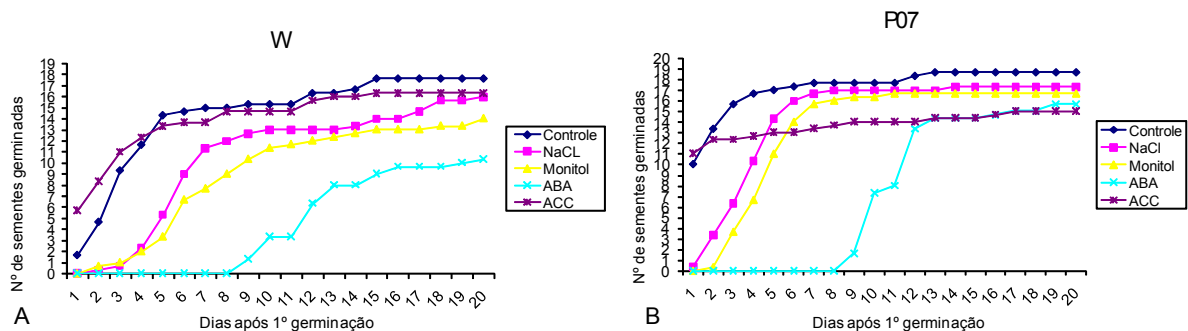 W
Nº de sementes germinadas
19
18
17
16
15
14
13
12
11
10
9
8
7
6
5
4
3
2
1
0
1 2 3 4 5 6 7 8 9 10 11 12 13 14 15 16 17 18 19 20
Dias após 1º germinação
Controle
NaCL
Monitol
ABA
ACC
A
P07
Nº de sementes germinadas
20
19
18
17
16
15
14
13
12
11
10
9
8
7
6
5
4
3
2
1
0
1 2 3 4 5 6 7 8 9 10 11 12 13 14 15 16 17 18 19 20
Dias após 1º germinação
Controle
NaCl
Monitol
ABA
ACC
B